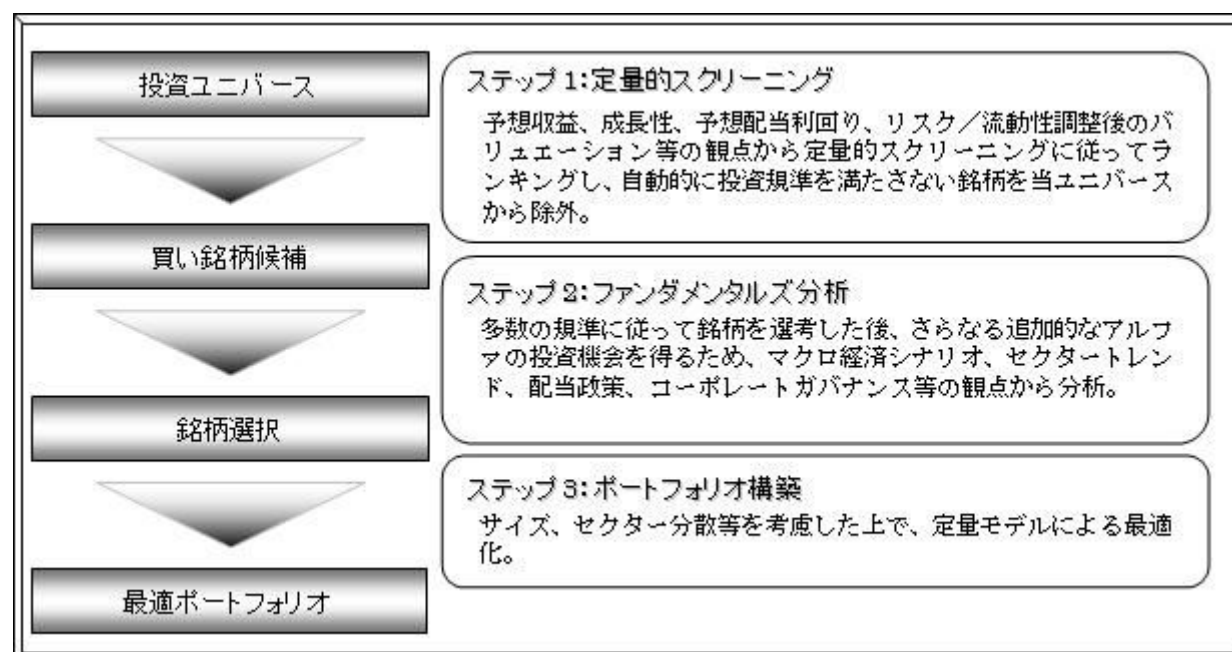 投資ユニバース
ステップ1:定量的スクリーニング
予想収益、成長性、予想配当利回り、リスク／流動性調整後のバ
リュエーション等の観点から定量的スクリーニングに従ってラ
ンキングし、自動的に投資規準を満たさない銘柄を当ユニバース
から除外。
買い銘柄候補
ステップ2:ファンダメンタルズ分析
多数の規準に従って銘柄を選考した後、さらなる追加的なアルフ
ァの投資機会を得るため、マクロ経済シナリオ、セクタートレン
ド、配当政策、コーポレートガバナンス等の観点から分析。
銘柄選択
ステップ3:ポートフォリオ構築
サイズ、セクター分散等を考慮した上で、定量モデルによる最適
化。
最適ポートフォリオ